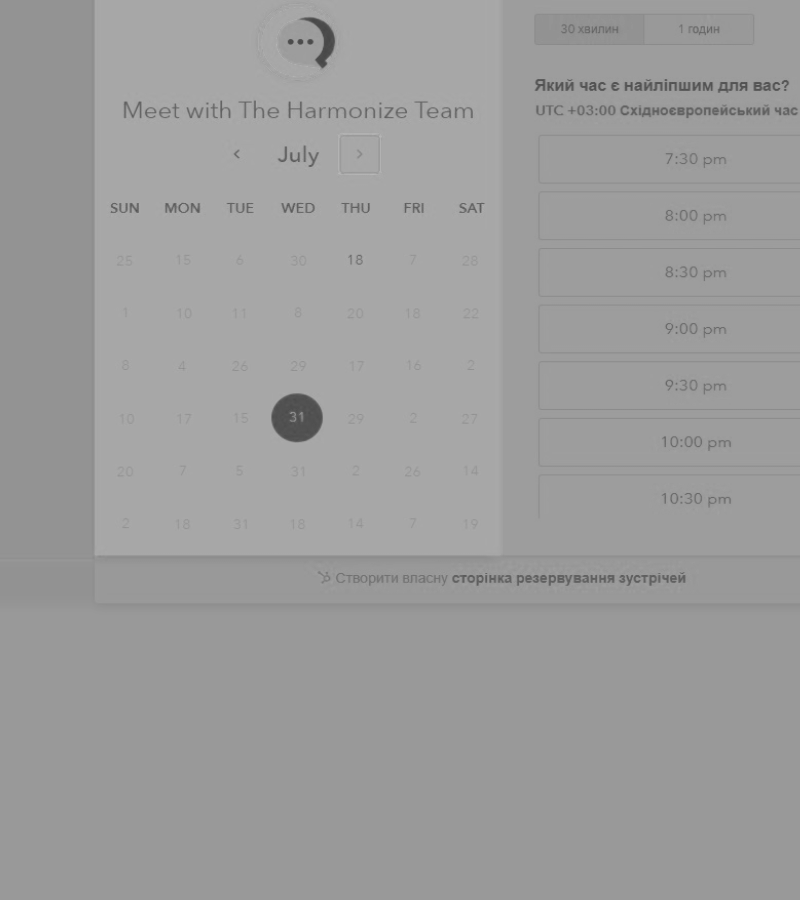 30 хвилин 1 годин
Meet with The Harmonize Team
Який час є найліпшим для вас?
UTC +03:00 Східноєвропейський час
July
7:30 pm
8:00 pm
8:30 pm
9:00 pm
9:30 pm
10:00 pm
10:30 pm
SUN MON TUE WED THU FRI SAT
25 15 6 30 18 7 28
1 10 11 8 20 18 22
8 4 26 29 17 16 2
10 17 15 31 29 2 27
20 7 5 31 2 26 14
2 18 31 18 14 7 19
Створити власну сторінка резервування зустрічей